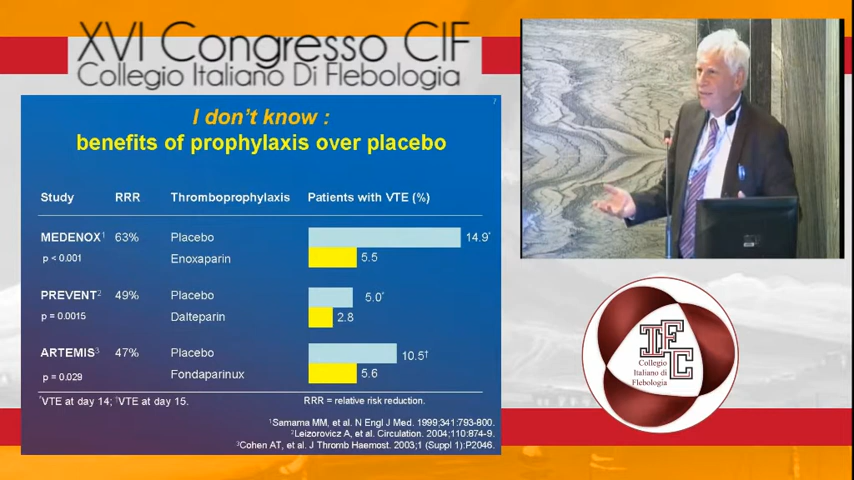 XVI Congresso CIF
Collegio Italiano Di Flebologia
I don't know :
benefits of prophylaxis over placebo
Study RRR Thromboprophylaxis Patients with VTE (%)
MEDENOX¹ 63% Placebo 14.9*
p < 0.001 Enoxaparin 5.5
PREVENT² 49% Placebo 5.0*
p = 0.0015 Dalteparin 2.8
ARTEMIS³ 47% Placebo 10.5†
p = 0.029 Fondaparinux 5.6
*VTE at day 14; †VTE at day 15. RRR = relative risk reduction.
¹Samama MM, et al. N Engl J Med. 1999;341:793-800.
²Leizorovicz A, et al. Circulation. 2004;110:874-9.
³Cohen AT, et al. J Thromb Haemost. 2003;1 (Suppl 1):P2046.
IFC
Collegio
Italiano di
Flebologia